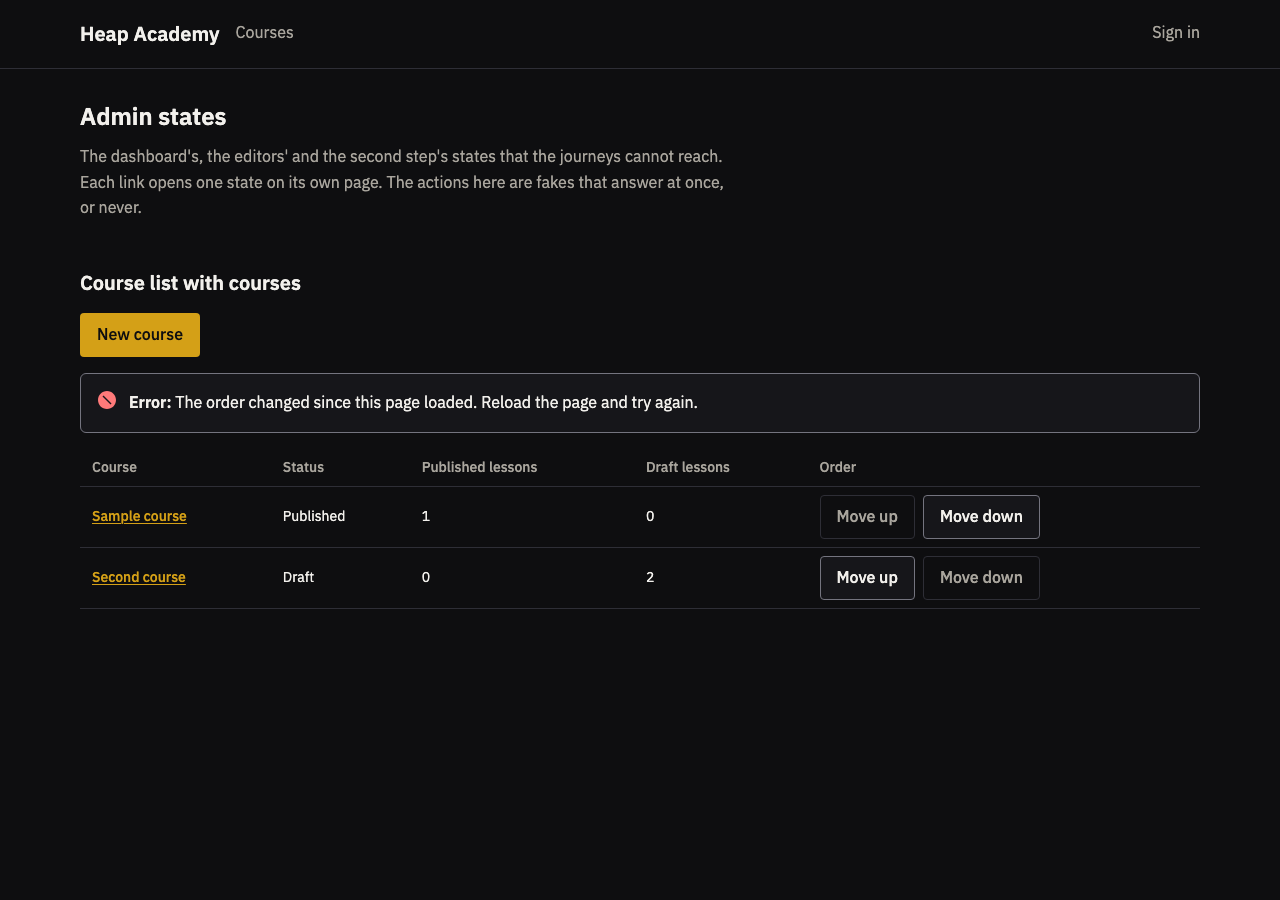 Heap Academy Courses Sign in
Admin states
The dashboard's, the editors' and the second step's states that the journeys cannot reach.
Each link opens one state on its own page. The actions here are fakes that answer at once,
or never.
Course list with courses
New course
Error: The order changed since this page loaded. Reload the page and try again.
Course Status Published lessons Draft lessons Order
Sample course Published 1 0 Move up Move down
Second course Draft 0 2 Move up Move down